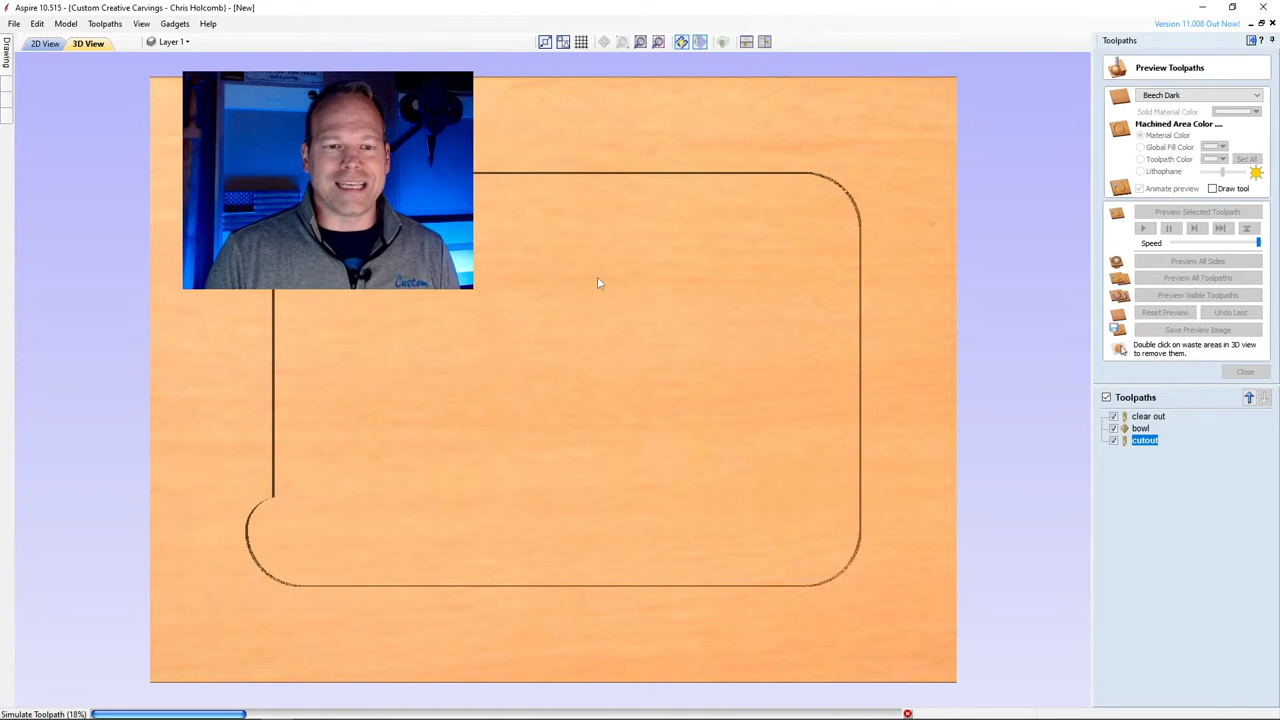 Aspire 10.515 - {Custom Creative Carvings - Chris Holcomb} - [New]
File Edit Model Toolpaths View Gadgets Help
Version 11.008 Out Now!
2D View 3D View Layer 1
Drawing
Toolpaths
Preview Toolpaths
Beech Dark
Solid Material Color
Machined Area Color ....
Material Color
Global Fill Color
Toolpath Color Set All
Lithophane
Animate preview Draw tool
Preview Selected Toolpath
Speed
Preview All Sides
Preview All Toolpaths
Preview Visible Toolpaths
Reset Preview Undo Last
Save Preview Image
Double click on waste areas in 3D view
to remove them.
Close
Toolpaths
clear out
bowl
cutout
Custom
Simulate Toolpath (18%)